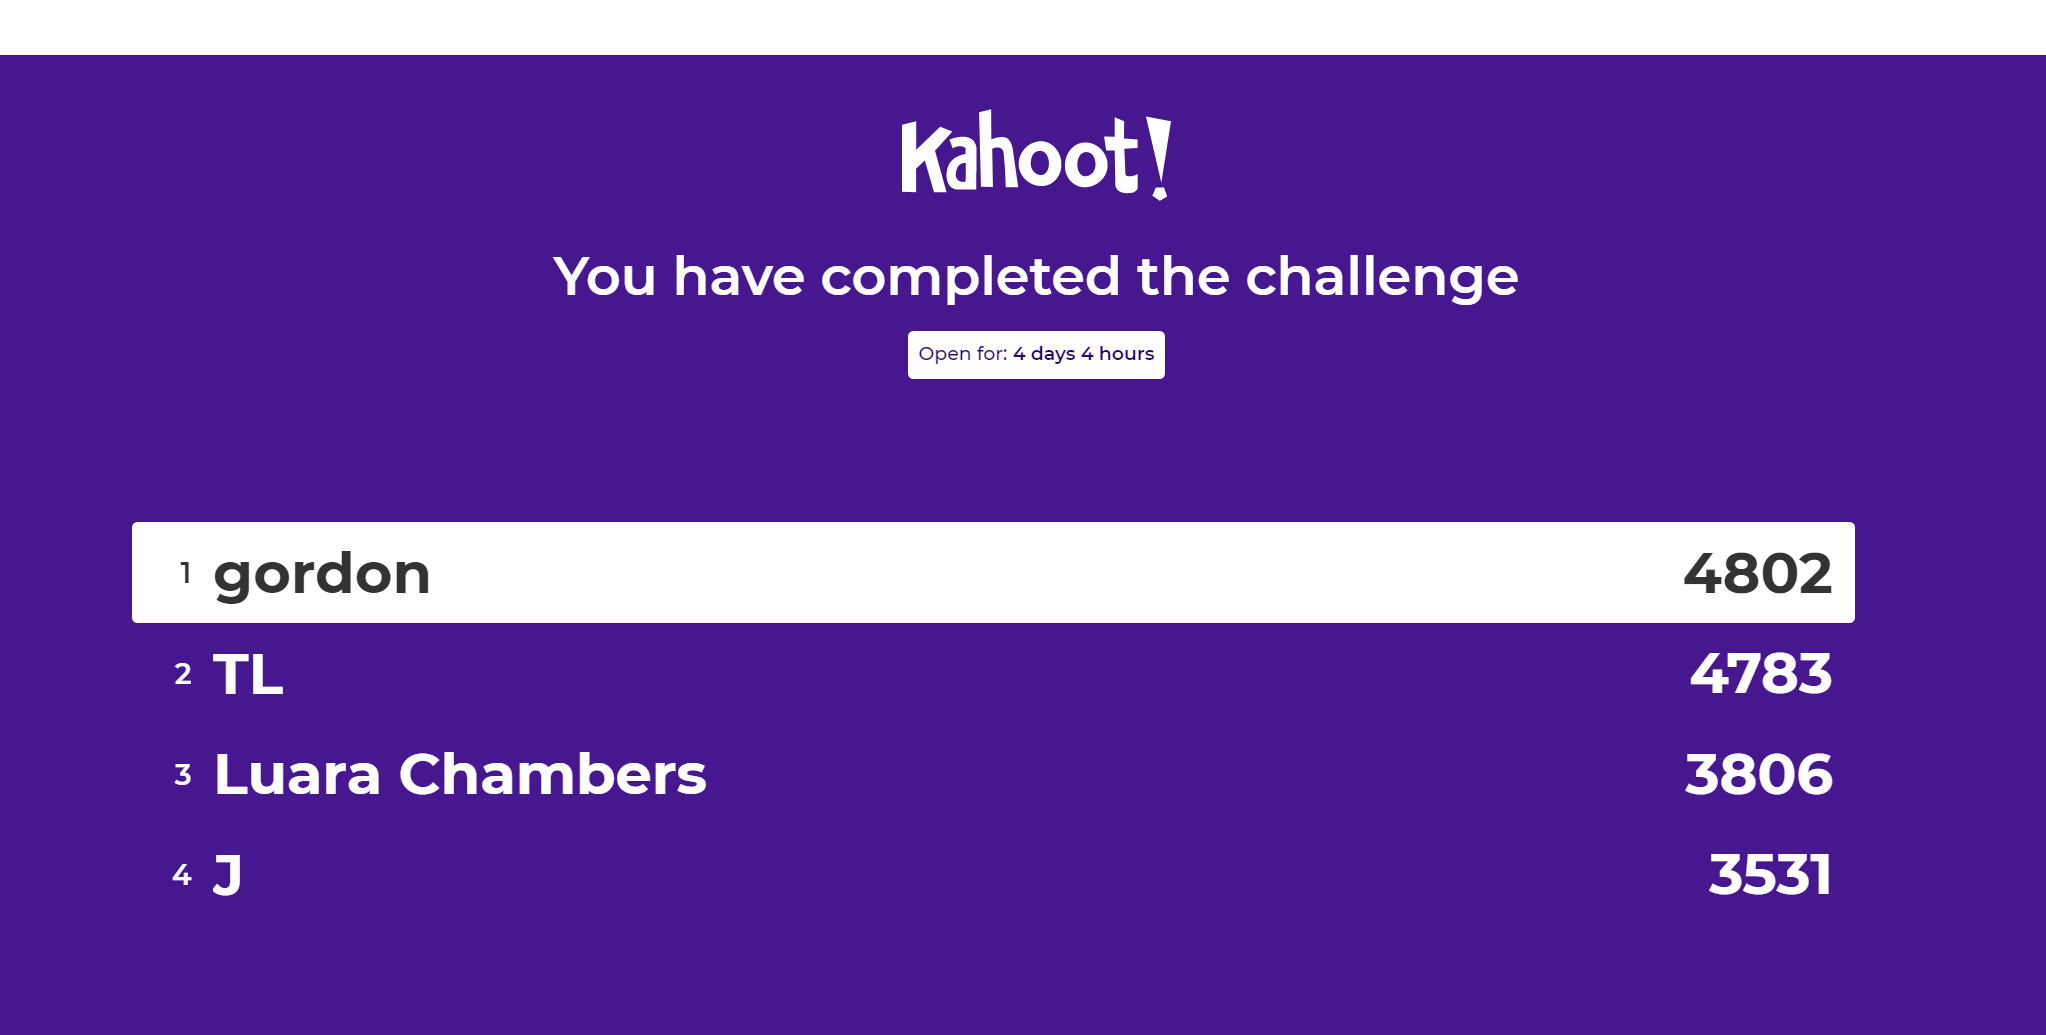 Kahoot!
You have completed the challenge
Open for: 4 days 4 hours
1 gordon 4802
2 TL 4783
3 Luara Chambers 3806
4 J 3531